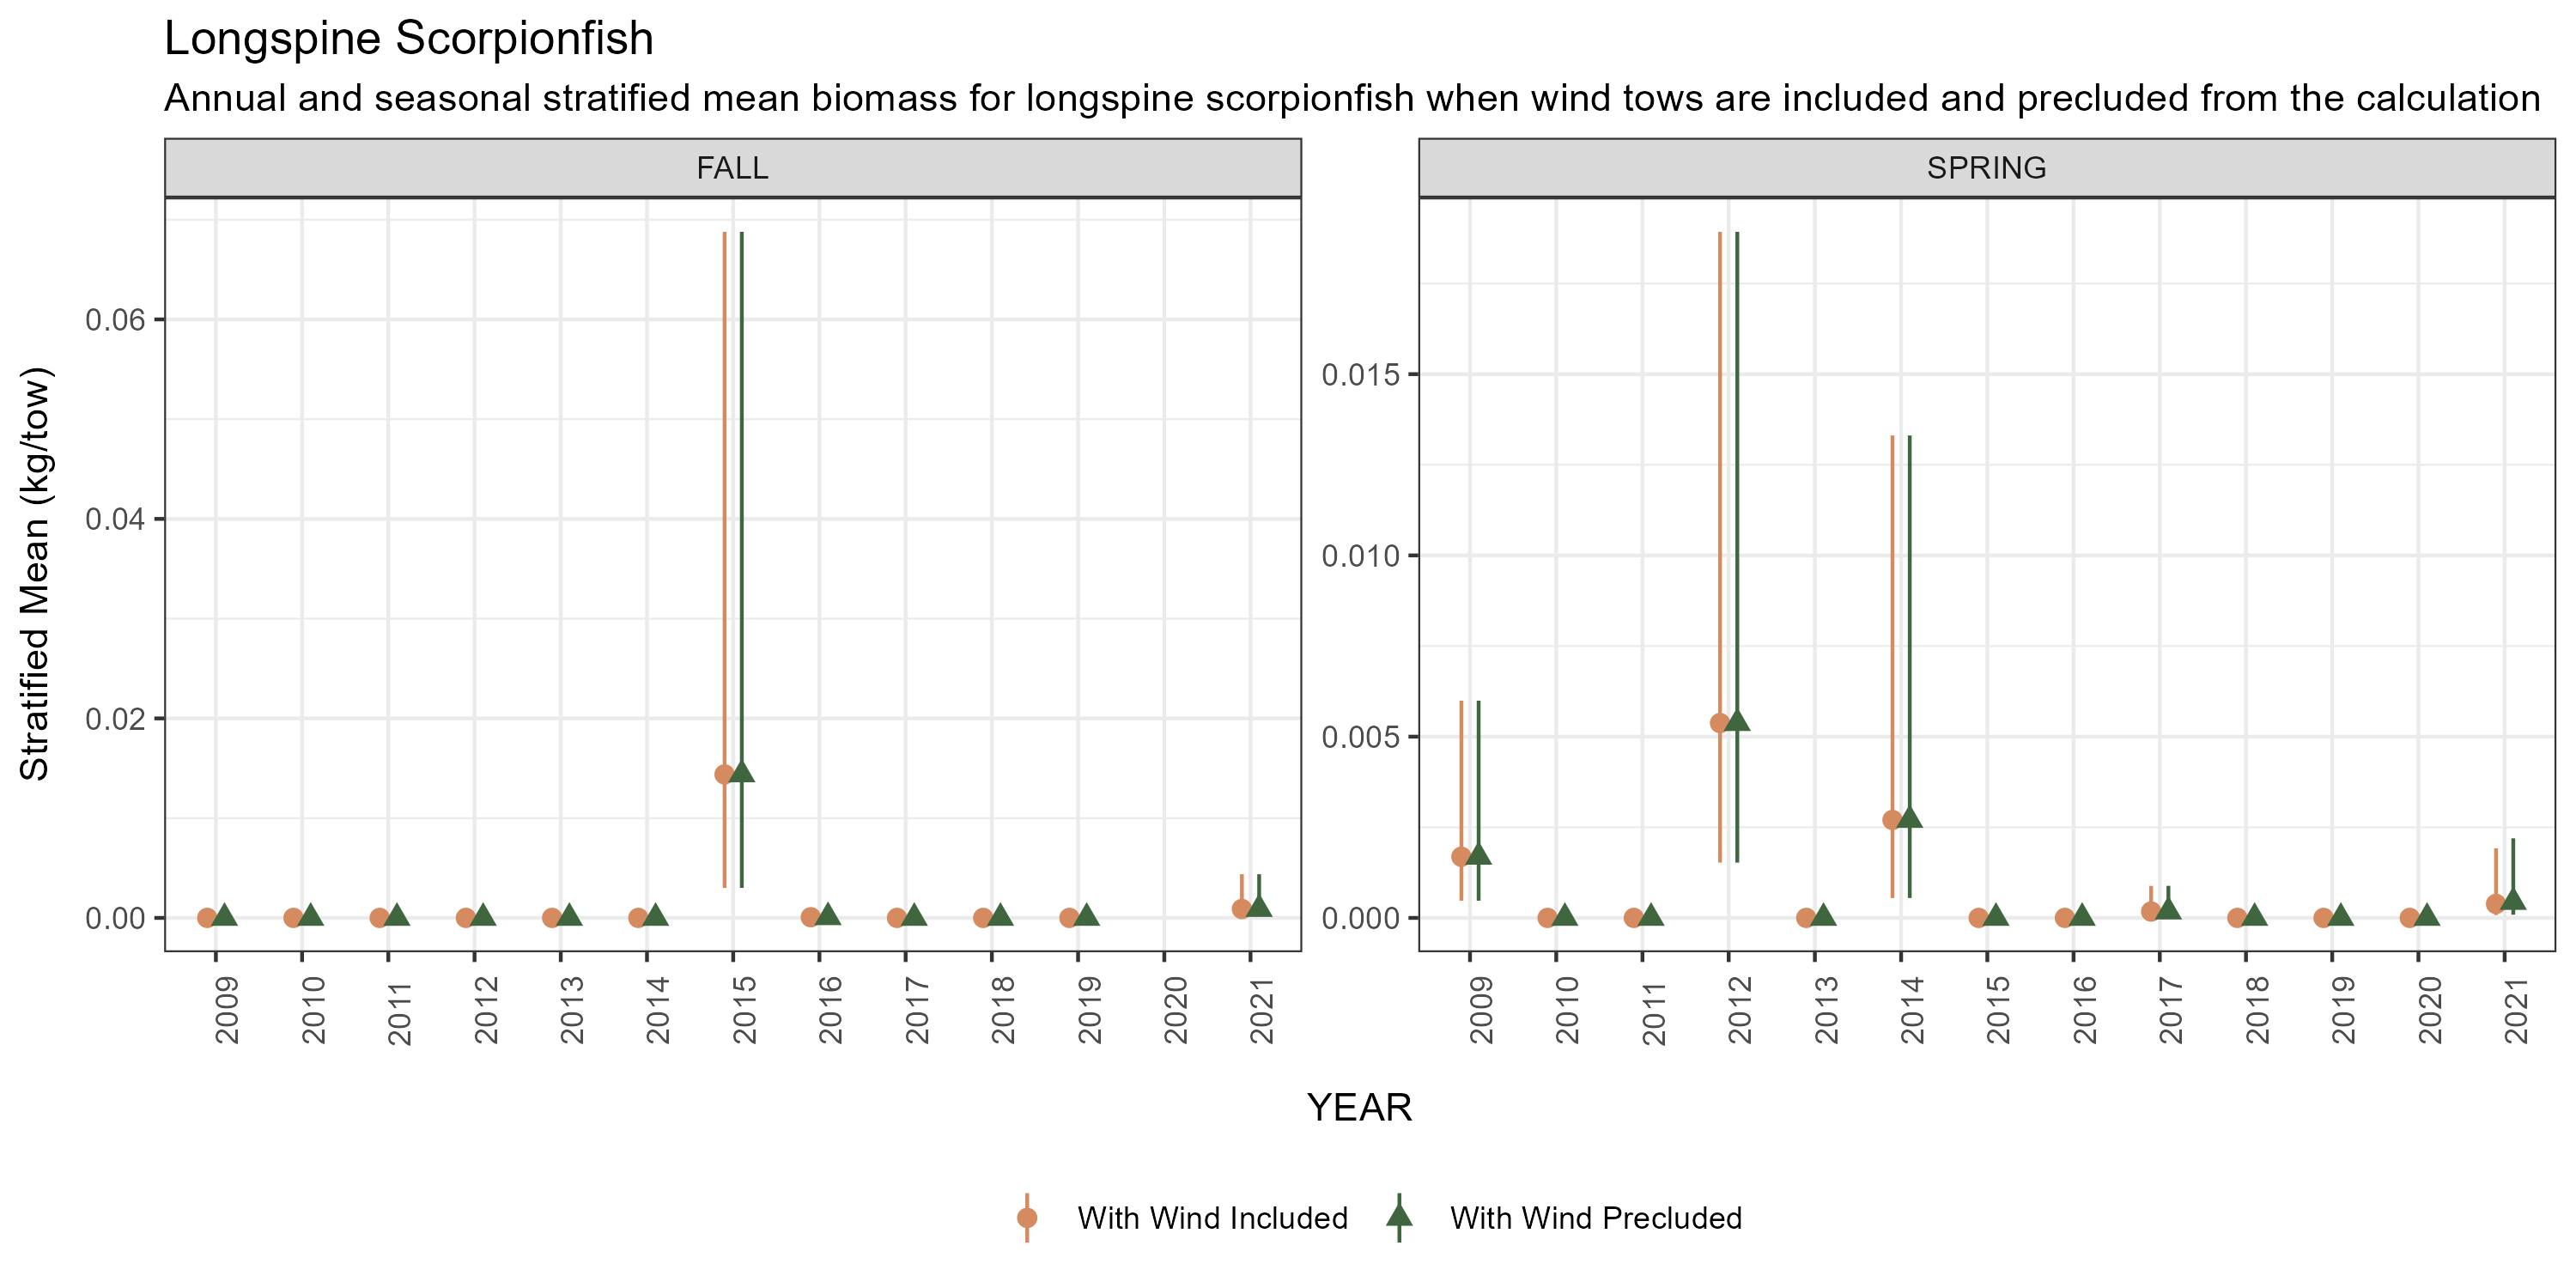 Longspine Scorpionfish
Annual and seasonal stratified mean biomass for longspine scorpionfish when wind tows are included and precluded from the calculation
FALL
SPRING
Stratified Mean (kg/tow)
0.06
0.04
0.02
0.00
0.015
0.010
0.005
0.000
2009 2010 2011 2012 2013 2014 2015 2016 2017 2018 2019 2020 2021
2009 2010 2011 2012 2013 2014 2015 2016 2017 2018 2019 2020 2021
YEAR
With Wind Included With Wind Precluded